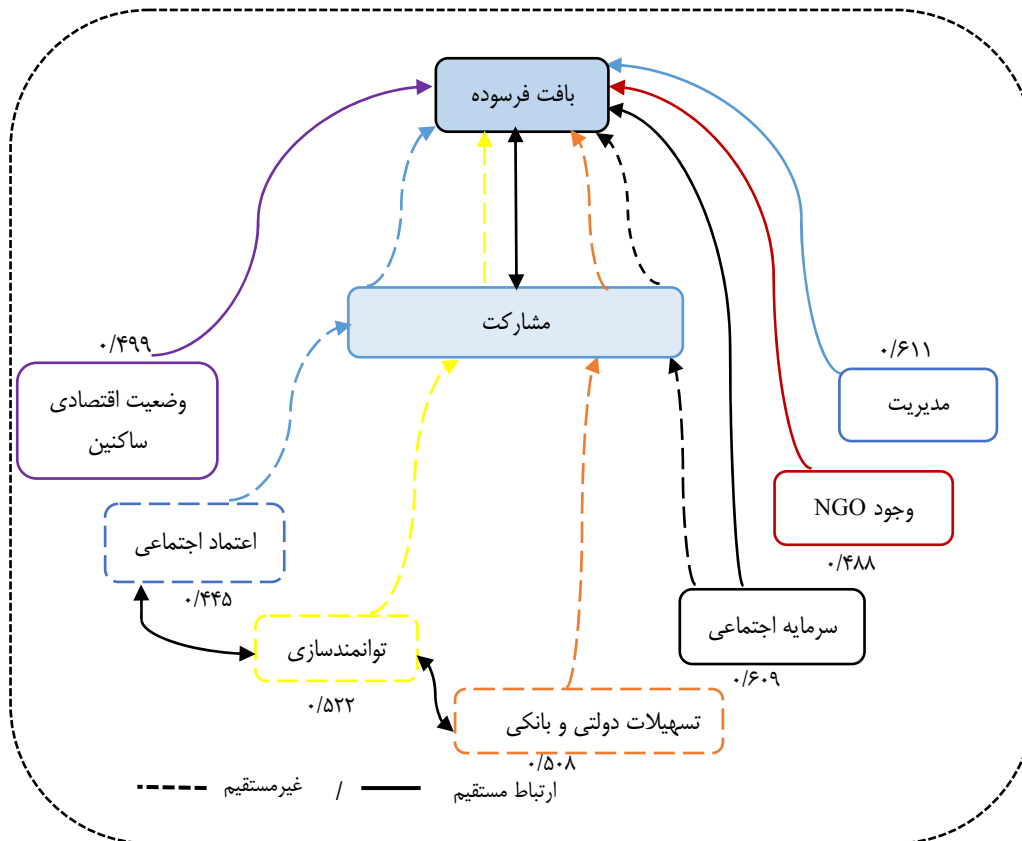 بافت فرسوده
مشارکت
۰/۴۹۹
وضعیت اقتصادی
ساکنین
۰/۶۱۱
مدیریت
وجود NGO
۰/۴۸۸
اعتماد اجتماعی
۰/۴۴۵
سرمایه اجتماعی
۰/۶۰۹
توانمندسازی
۰/۵۲۲
تسهیلات دولتی و بانکی
۰/۵۰۸
ارتباط مستقیم / غیرمستقیم